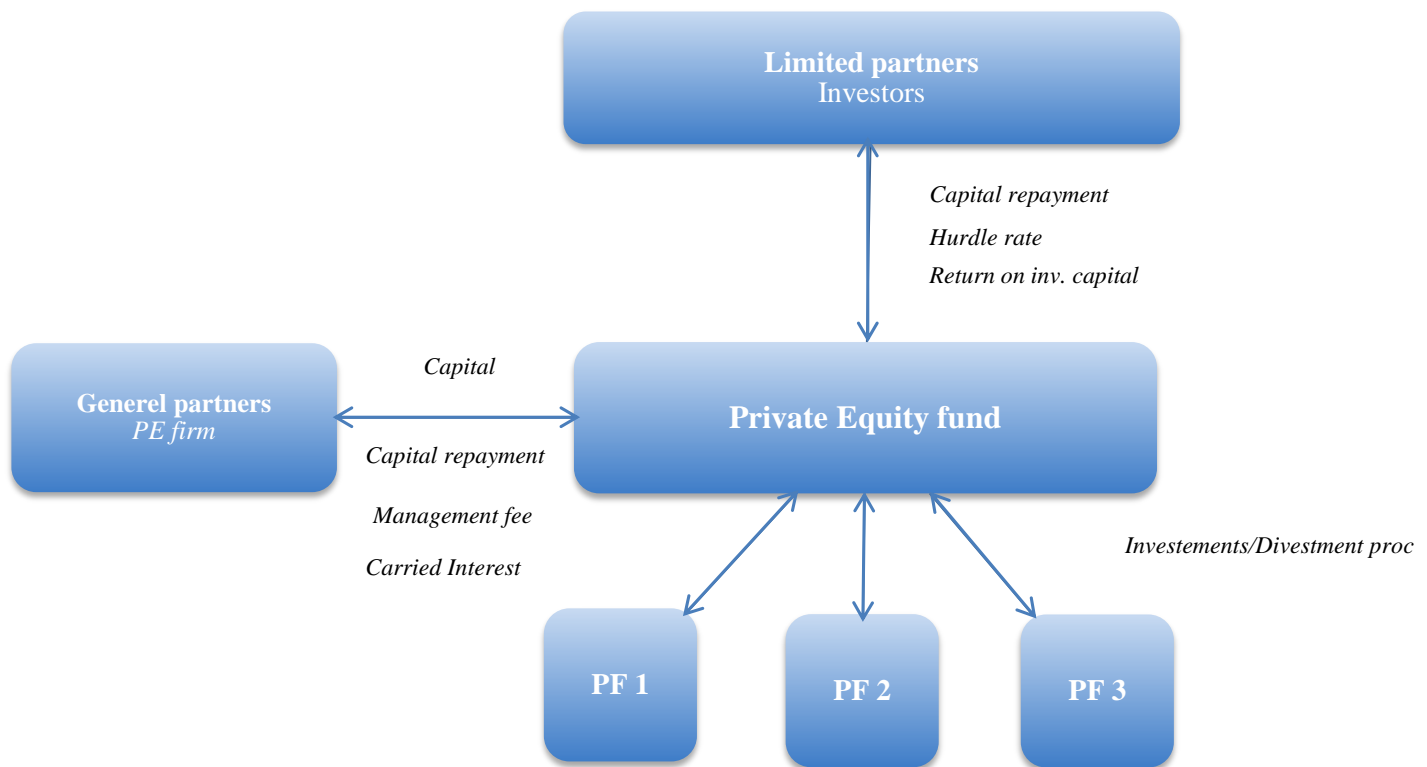 Limited partners
Investors
Capital repayment
Hurdle rate
Return on inv. capital
Capital
Generel partners
PE firm
Private Equity fund
Capital repayment
Management fee
Carried Interest
Investements/Divestment proc
PF 1
PF 2
PF 3